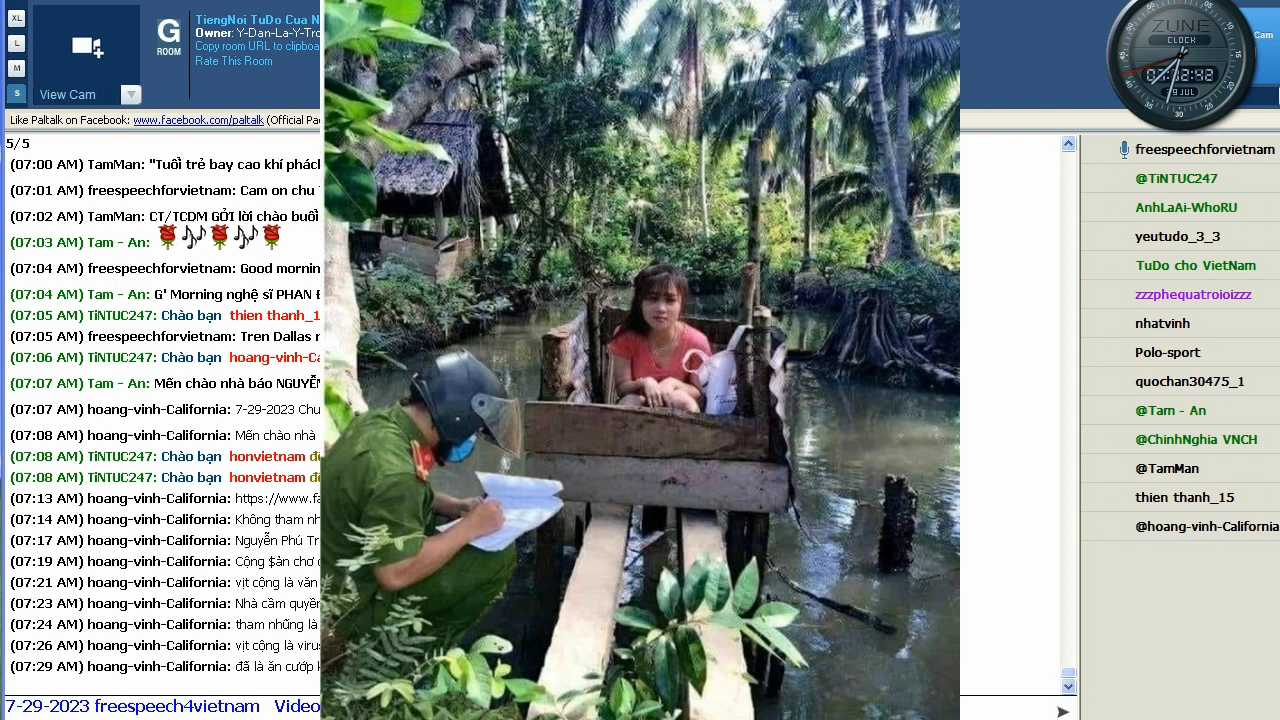 XL
L
M
S
View Cam
G
ROOM
TiengNoi TuDo Cua N
Owner: Y-Dan-La-Y-Tro
Copy room URL to clipboa
Rate This Room
ZUNE
CLOCK
07:32:42
29 JUL
Cam
Like Paltalk on Facebook: www.facebook.com/paltalk (Official Pa
5/5
(07:00 AM) TamMan: "Tuổi trẻ bay cao khí phách
(07:01 AM) freespeechforvietnam: Cam on chu
(07:02 AM) TamMan: CT/TCDM GỞI lời chào buổi
(07:03 AM) Tam - An:
(07:04 AM) freespeechforvietnam: Good mornin
(07:04 AM) Tam - An: G' Morning nghệ sĩ PHAN
(07:05 AM) TiNTUC247: Chào bạn thien thanh_1
(07:05 AM) freespeechforvietnam: Tren Dallas
(07:06 AM) TiNTUC247: Chào bạn hoang-vinh-Ca
(07:07 AM) Tam - An: Mến chào nhà báo NGUYỄN
(07:07 AM) hoang-vinh-California: 7-29-2023 Chu
(07:08 AM) hoang-vinh-California: Mến chào nhà
(07:08 AM) TiNTUC247: Chào bạn honvietnam
(07:08 AM) TiNTUC247: Chào bạn honvietnam
(07:13 AM) hoang-vinh-California: https://www.fa
(07:14 AM) hoang-vinh-California: Không tham nh
(07:17 AM) hoang-vinh-California: Nguyễn Phú Tr
(07:19 AM) hoang-vinh-California: Cộng $ản cho
(07:21 AM) hoang-vinh-California: vịt cộng là văn
(07:23 AM) hoang-vinh-California: Nhà cầm quyền
(07:24 AM) hoang-vinh-California: tham nhũng là
(07:26 AM) hoang-vinh-California: vịt cộng là viru
(07:29 AM) hoang-vinh-California: đã là ăn cướp
7-29-2023 freespeech4vietnam Video
freespeechforvietnam
@TiNTUC247
AnhLaAi-WhoRU
yeutudo_3_3
TuDo cho VietNam
zzzphequatroioizzz
nhatvinh
Polo-sport
quochan30475_1
@Tam - An
@ChinhNghia VNCH
@TamMan
thien thanh_15
@hoang-vinh-California